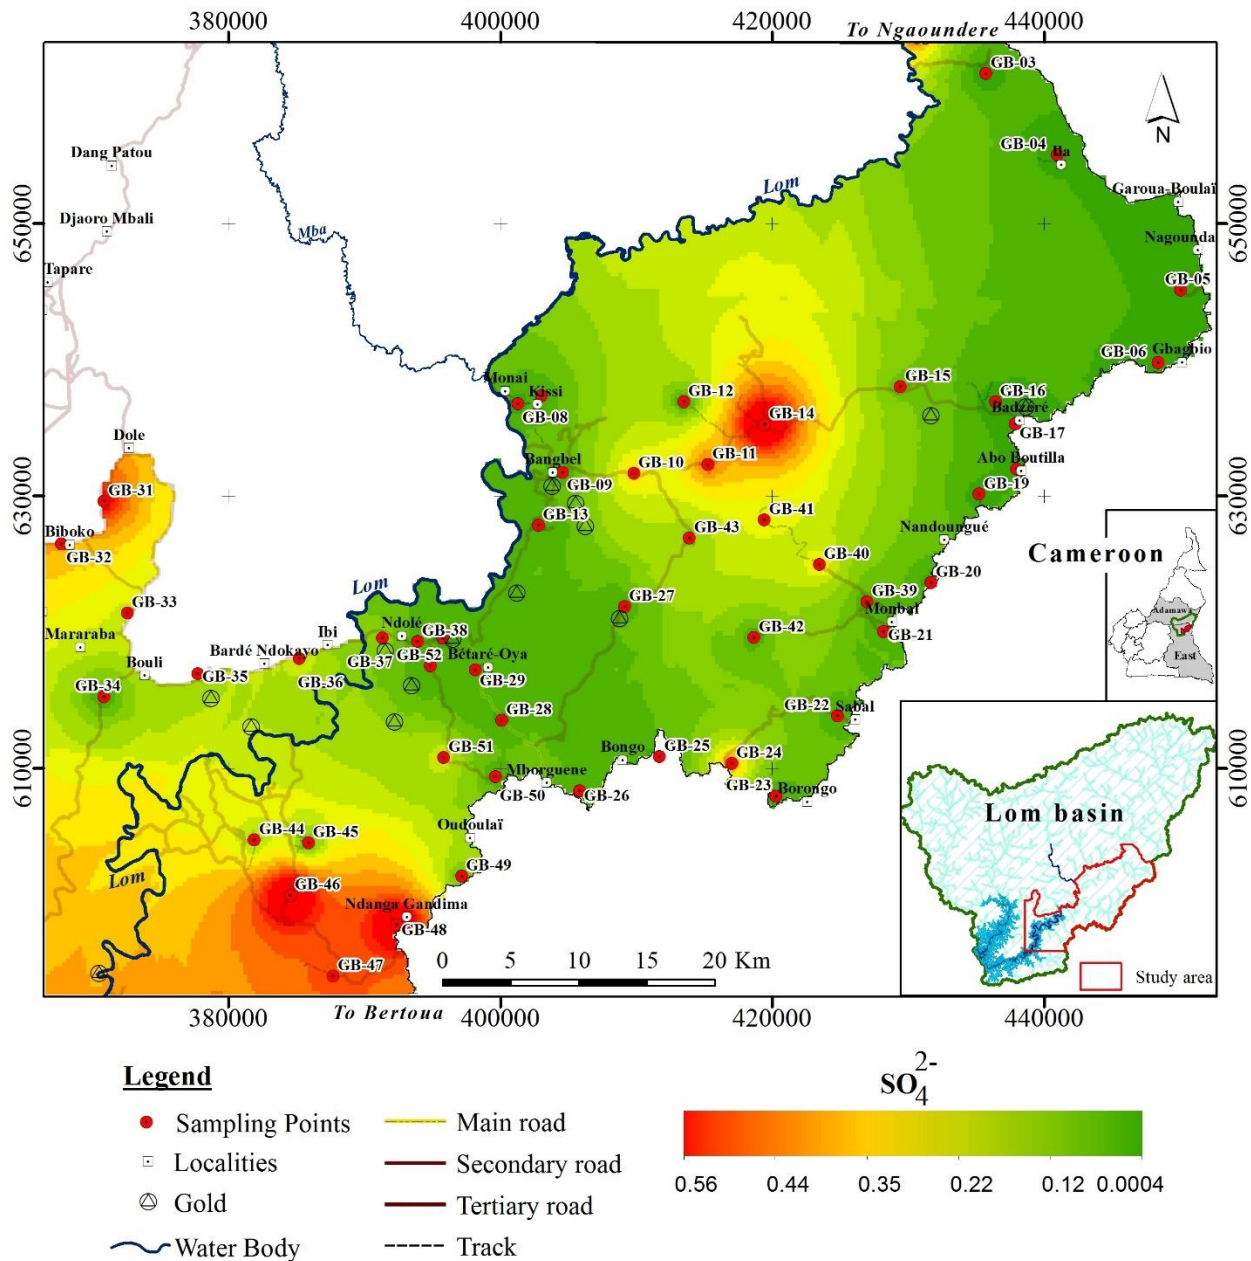 380000
400000
420000
440000
To Ngaoundere
GB-03
N
GB-04
Ila
Dang Patou
Garoua-Boulaï
Lom
Djaoro Mbali
Mba
650000
650000
Nagounda
Tapare
GB-05
GB-06
Gbagbio
Monai
Kissi
GB-08
GB-12
GB-14
GB-15
GB-16
Badzeré
GB-17
Dole
Bangbel
GB-09
GB-10
GB-11
Abo Boutilla
GB-19
GB-31
630000
630000
GB-13
GB-41
GB-43
Nandoungué
Biboko
GB-32
GB-40
Cameroon
Adamawa
East
GB-20
GB-33
Lom
GB-27
GB-39
Monbal
GB-21
Mararaba
Ibi
Ndolé
GB-38
GB-42
Bardé Ndokayo
Bouli
GB-37
GB-52
Bétaré-Oya
GB-29
GB-35
GB-36
GB-34
GB-28
GB-22
Sabal
GB-51
Bongo
GB-25
GB-24
610000
610000
Mborguene
GB-50
GB-26
GB-23
Borongo
Lom basin
Oudoulaï
GB-44
GB-45
GB-49
Lom
GB-46
Ndanga Gandima
GB-48
GB-47
0 5 10 15 20 Km
Study area
380000
400000
420000
440000
To Bertoua
Legend
Sampling Points
Localities
Gold
Water Body
Main road
Secondary road
Tertiary road
Track
SO₄²⁻
0.56 0.44 0.35 0.22 0.12 0.0004